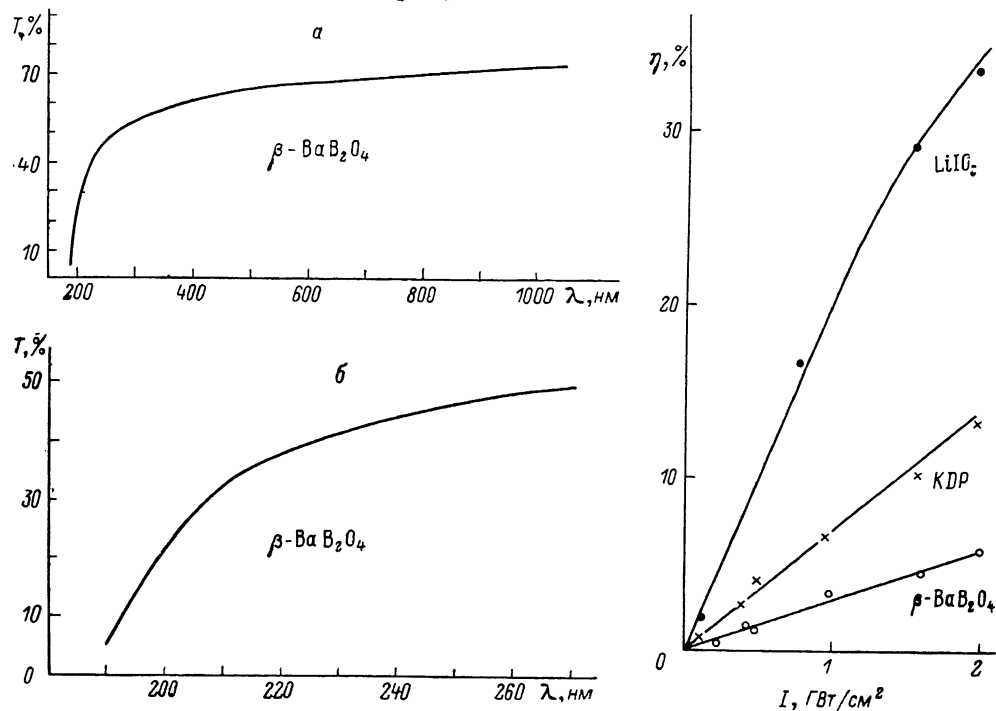 T,%
а
70
40
10
β-BaB₂O₄
200 400 600 800 1000 λ, нм
T,%
б
50
30
10
0
β-BaB₂O₄
200 220 240 260 λ, нм
η,%
30
20
10
0
LiIO₃
KDP
β-BaB₂O₄
1 2
I, ГВт/см²